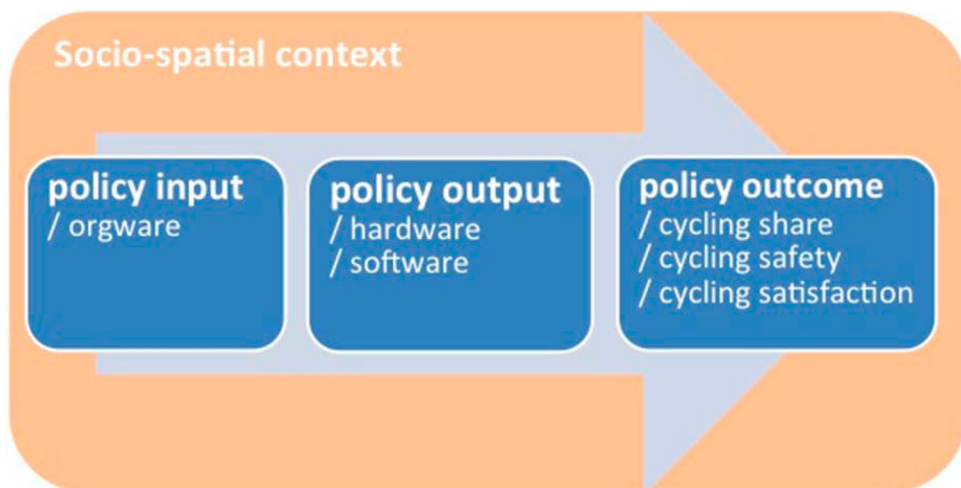 Socio-spatial context
policy input
/ orgware
policy output
/ hardware
/ software
policy outcome
/ cycling share
/ cycling safety
/ cycling satisfaction